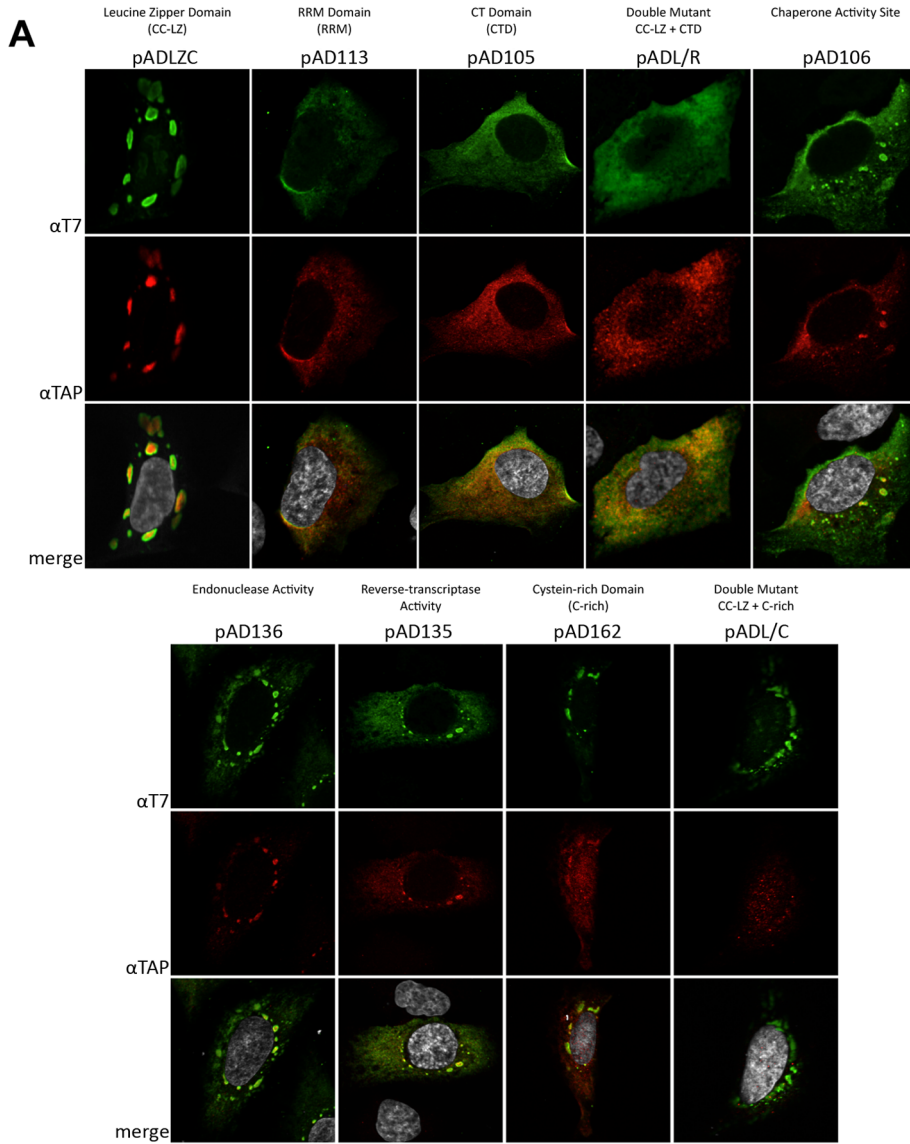 A
Leucine Zipper Domain
(CC-LZ)
pADLZC
RRM Domain
(RRM)
pAD113
CT Domain
(CTD)
pAD105
Double Mutant
CC-LZ + CTD
pADL/R
Chaperone Activity Site
pAD106
αT7
αTAP
merge
Endonuclease Activity
pAD136
Reverse-transcriptase
Activity
pAD135
Cystein-rich Domain
(C-rich)
pAD162
Double Mutant
CC-LZ + C-rich
pADL/C
αT7
αTAP
merge